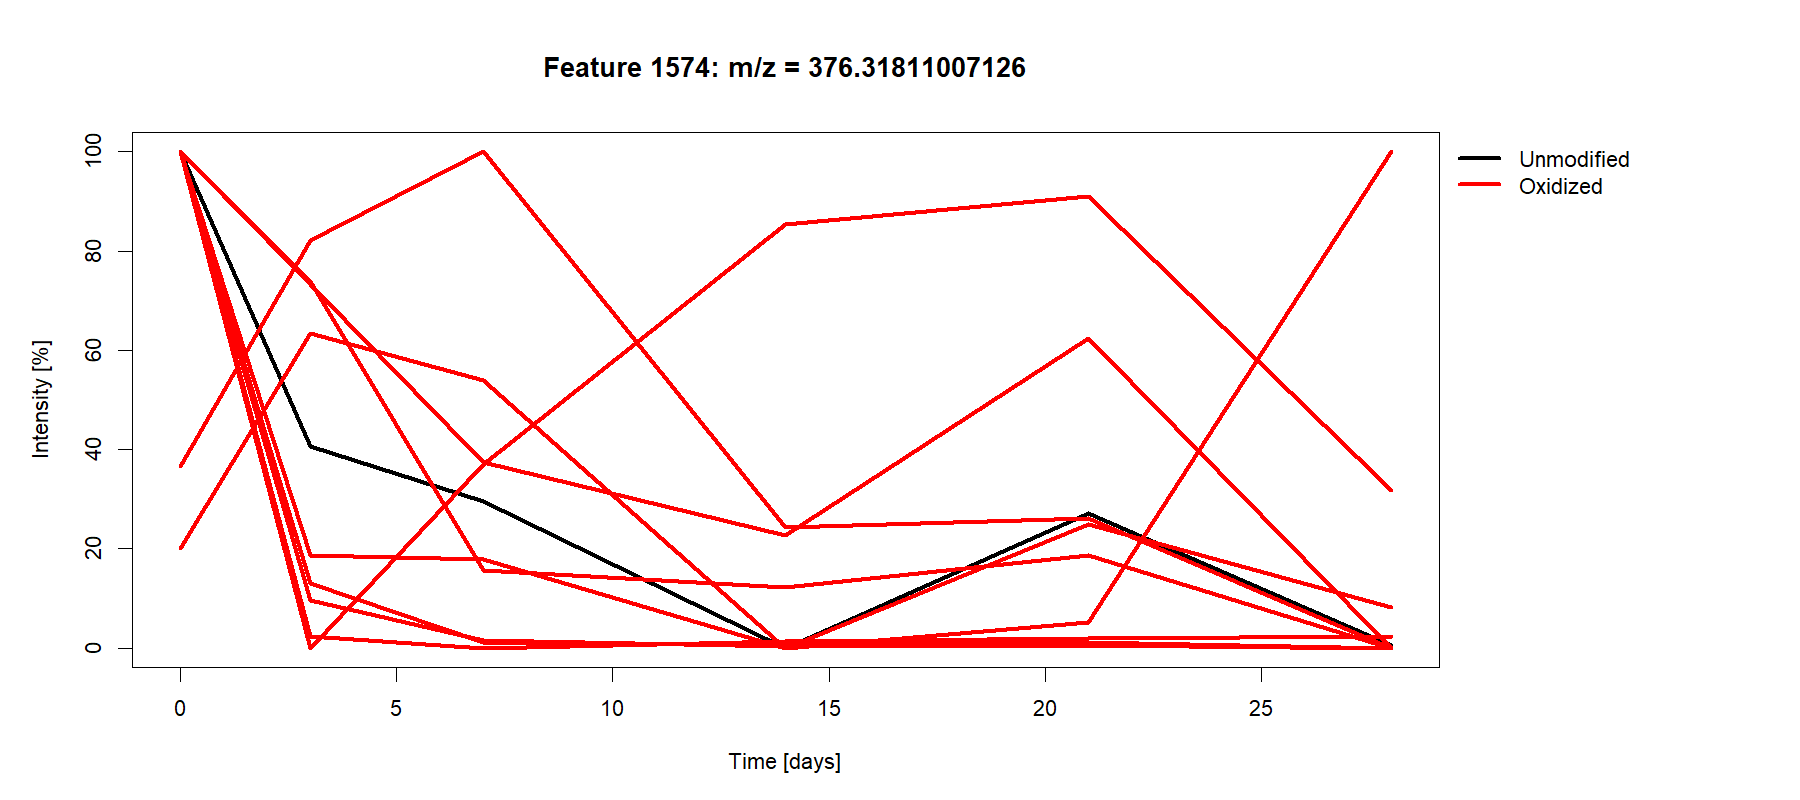 Feature 1574: m/z = 376.31811007126
Unmodified
Oxidized
Intensity [%]
100
80
60
40
20
0
0 5 10 15 20 25
Time [days]